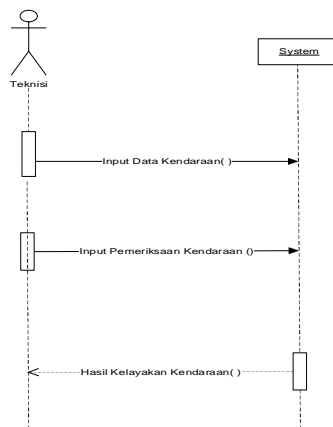 System
Teknisi
Input Data Kendaraan( )
Input Pemeriksaan Kendaraan ()
Hasil Kelayakan Kendaraan( )